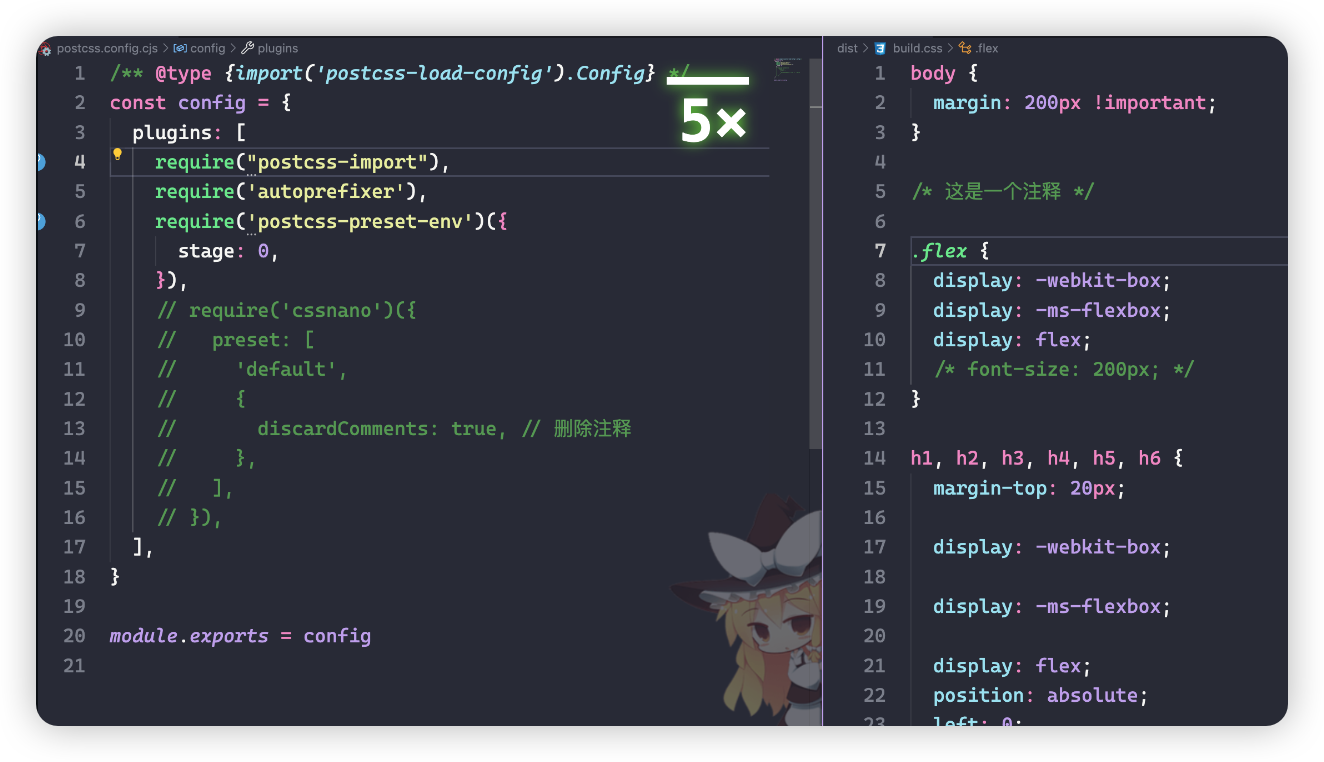 postcss.config.cjs > config > plugins
1 /** @type {import('postcss-load-config').Config} */
2 const config = {
3 plugins: [
4 require("postcss-import"),
5 require('autoprefixer'),
6 require('postcss-preset-env')({
7 stage: 0,
8 }),
9 // require('cssnano')({
10 // preset: [
11 // 'default',
12 // {
13 // discardComments: true, // 删除注释
14 // },
15 // ],
16 // }),
17 ],
18 }
19
20 module.exports = config
21
5×
dist > build.css > .flex
1 body {
2 margin: 200px !important;
3 }
4
5 /* 这是一个注释 */
6
7 .flex {
8 display: -webkit-box;
9 display: -ms-flexbox;
10 display: flex;
11 /* font-size: 200px; */
12 }
13
14 h1, h2, h3, h4, h5, h6 {
15 margin-top: 20px;
16
17 display: -webkit-box;
18
19 display: -ms-flexbox;
20
21 display: flex;
22 position: absolute;
23 left: 0;